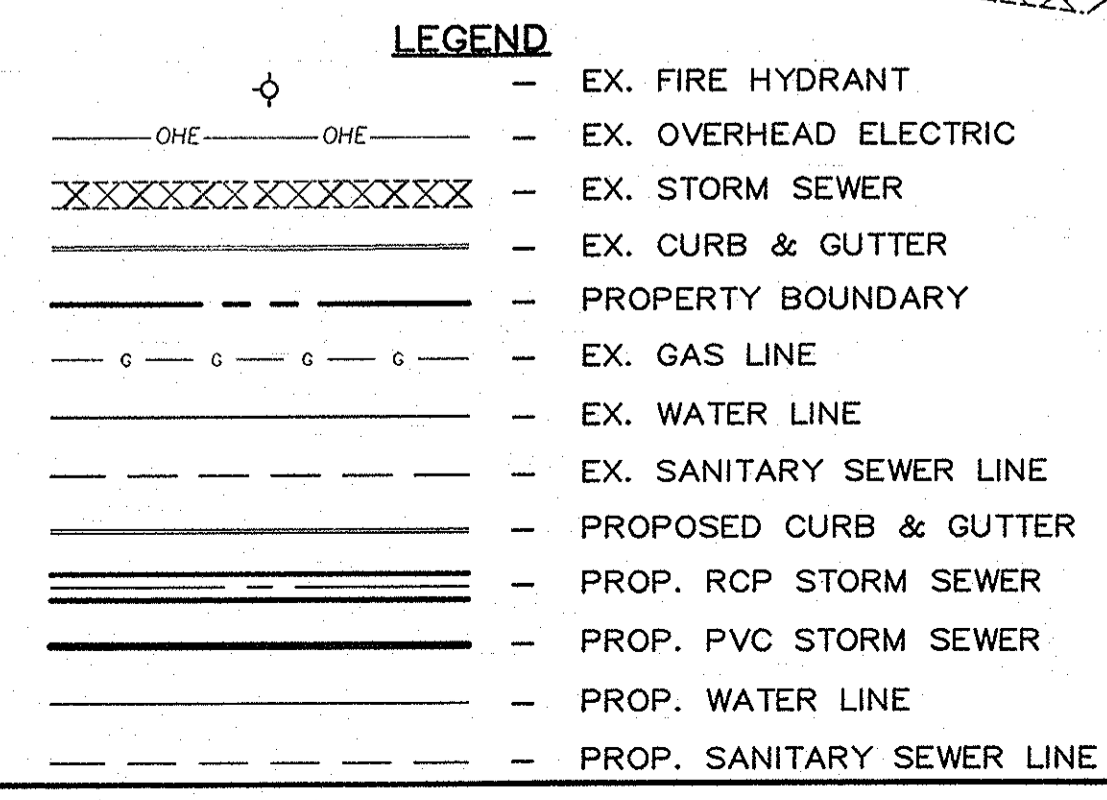 LEGEND
— EX. FIRE HYDRANT
OHE OHE — EX. OVERHEAD ELECTRIC
— EX. STORM SEWER
— EX. CURB & GUTTER
— PROPERTY BOUNDARY
G G G G — EX. GAS LINE
— EX. WATER LINE
— EX. SANITARY SEWER LINE
— PROPOSED CURB & GUTTER
— PROP. RCP STORM SEWER
— PROP. PVC STORM SEWER
— PROP. WATER LINE
— PROP. SANITARY SEWER LINE